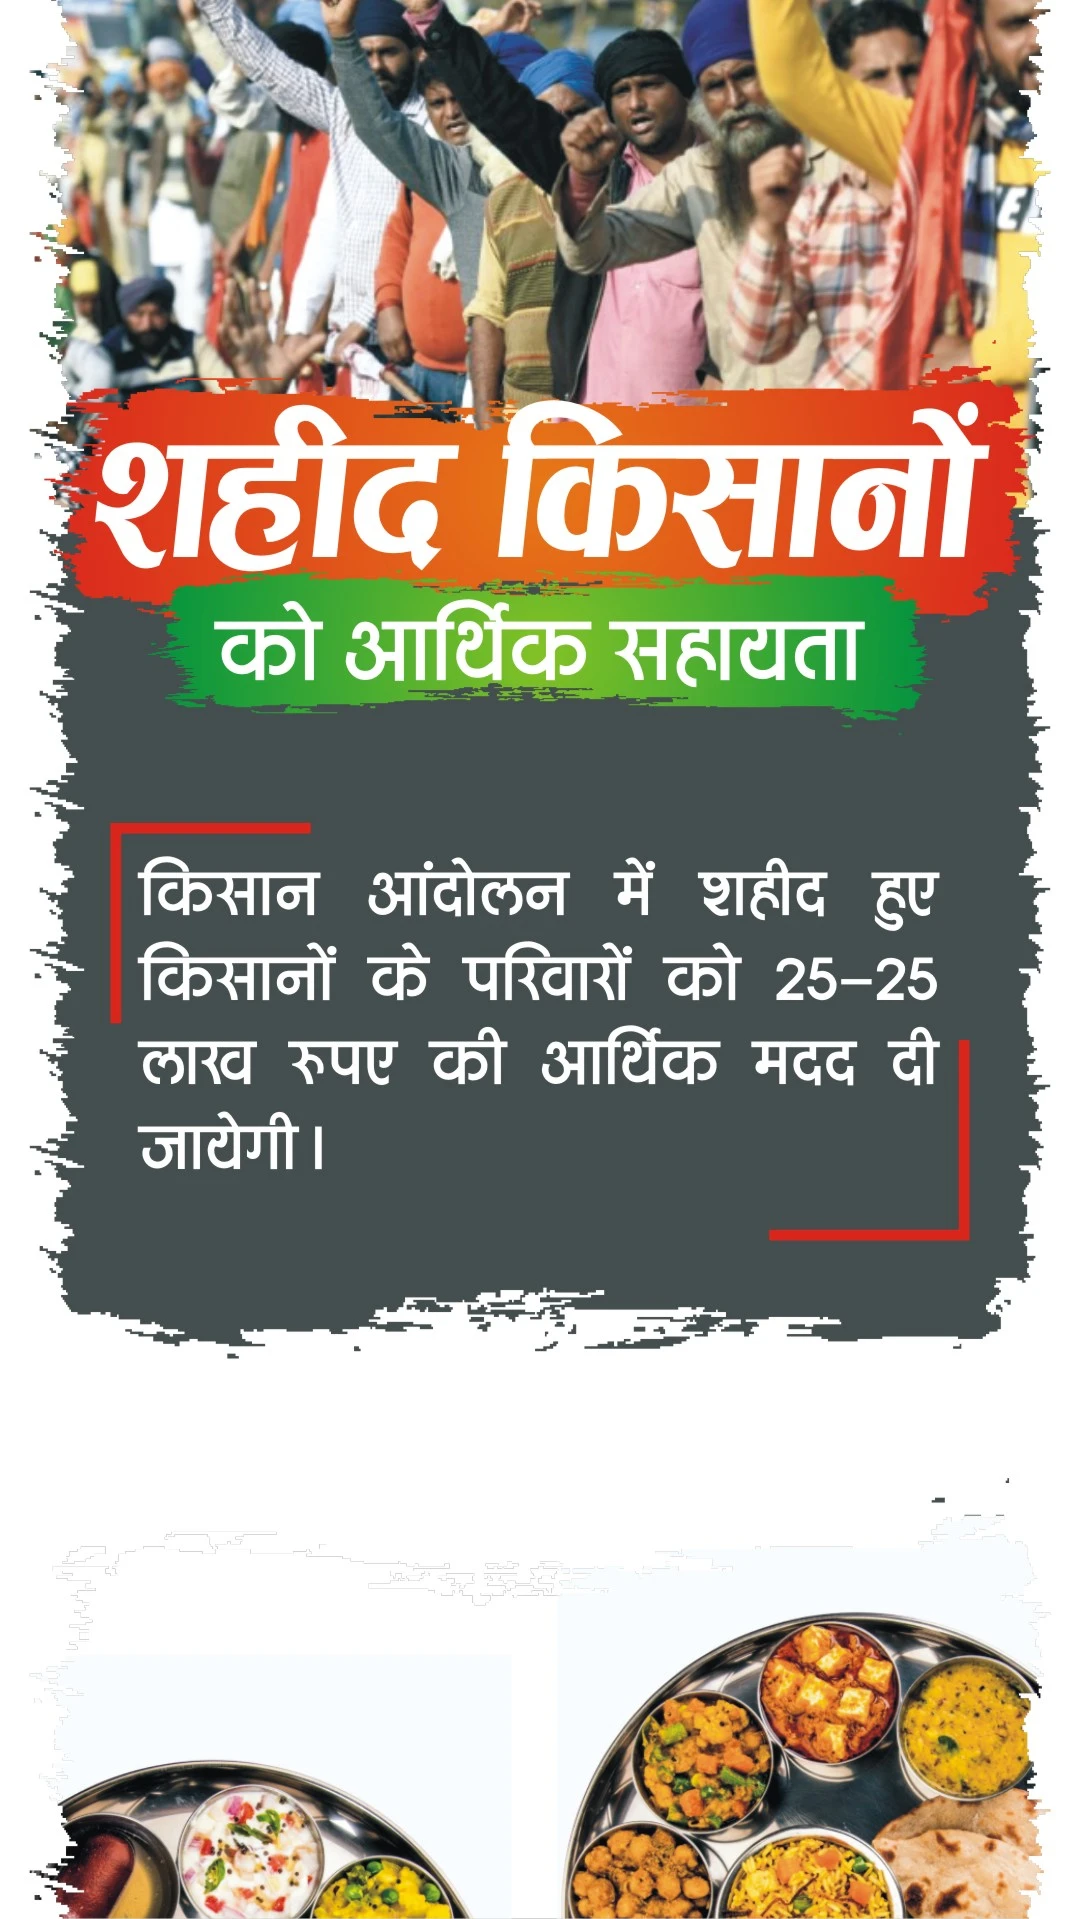 शहीद किसानों
को आर्थिक सहायता
किसान आंदोलन में शहीद हुए
किसानों के परिवारों को 25–25
लाख रूपए की आर्थिक मदद दी
जायेगी।